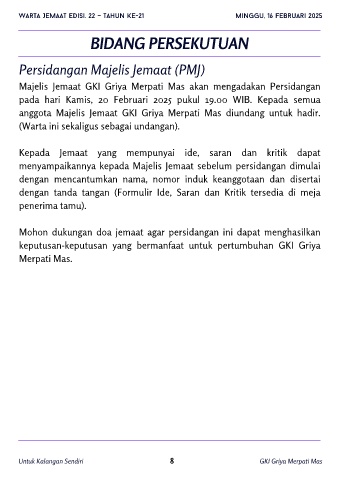 WARTA JEMAAT EDISI. 22 – TAHUN KE-21
MINGGU, 16 FEBRUARI 2025
BIDANG PERSEKUTUAN
Persidangan Majelis Jemaat (PMJ)
Majelis Jemaat GKI Griya Merpati Mas akan mengadakan Persidangan
pada hari Kamis, 20 Februari 2025 pukul 19.00 WIB. Kepada semua
anggota Majelis Jemaat GKI Griya Merpati Mas diundang untuk hadir.
(Warta ini sekaligus sebagai undangan).
Kepada Jemaat yang mempunyai ide, saran dan kritik dapat
menyampaikannya kepada Majelis Jemaat sebelum persidangan dimulai
dengan mencantumkan nama, nomor induk keanggotaan dan disertai
dengan tanda tangan (Formulir Ide, Saran dan Kritik tersedia di meja
penerima tamu).
Mohon dukungan doa jemaat agar persidangan ini dapat menghasilkan
keputusan-keputusan yang bermanfaat untuk pertumbuhan GKI Griya
Merpati Mas.
Untuk Kalangan Sendiri
8
GKI Griya Merpati Mas